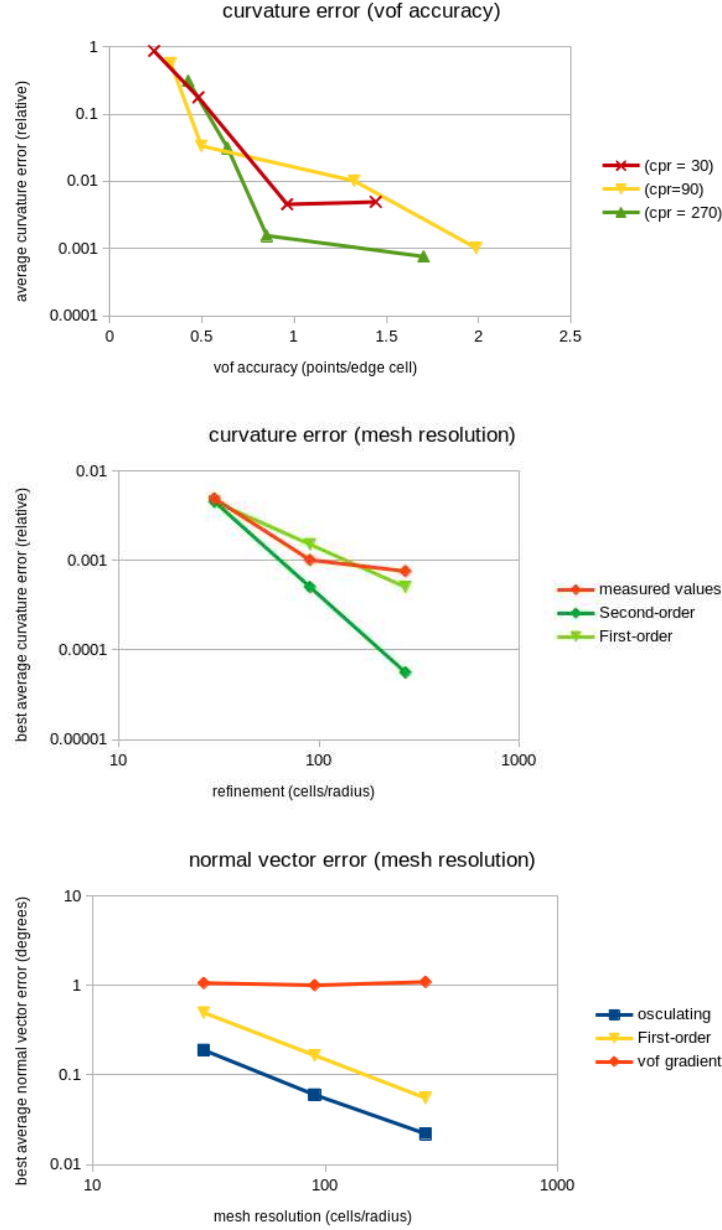 curvature error (vof accuracy)
average curvature error (relative)
1
0.1
0.01
0.001
0.0001
0
0.5
1
1.5
2
2.5
vof accuracy (points/edge cell)
(cpr = 30)
(cpr=90)
(cpr = 270)
curvature error (mesh resolution)
best average curvature error (relative)
0.01
0.001
0.0001
0.00001
10
100
1000
refinement (cells/radius)
measured values
Second-order
First-order
normal vector error (mesh resolution)
best average normal vector error (degrees)
10
1
0.1
0.01
10
100
1000
mesh resolution (cells/radius)
osculating
First-order
vof gradient